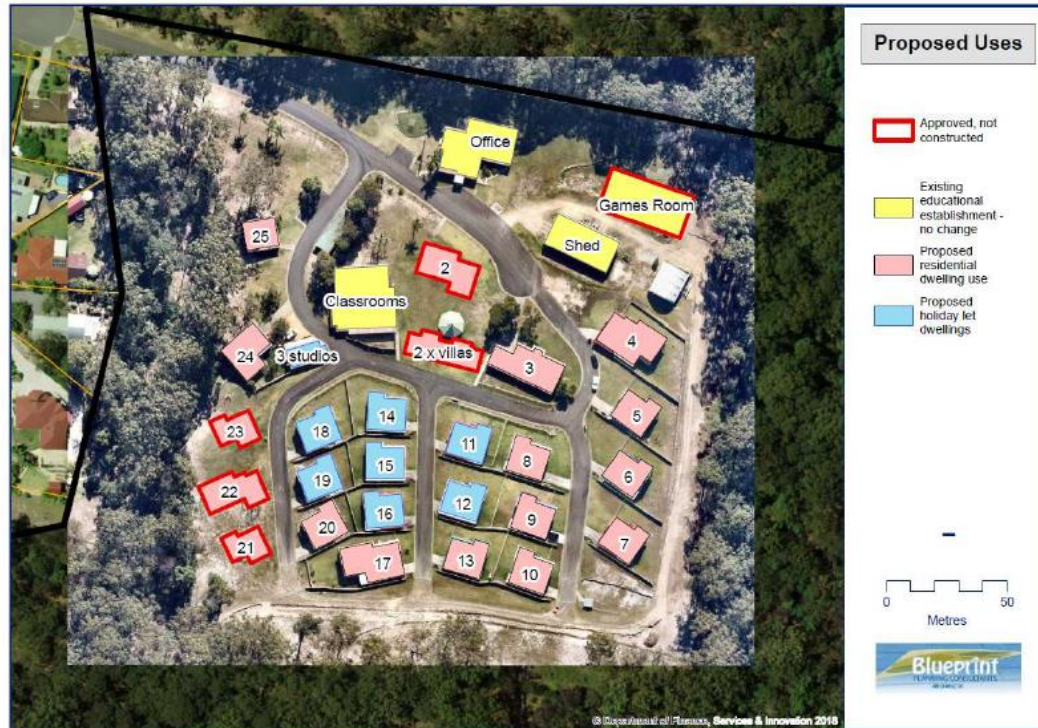 Proposed Uses
Approved, not
constructed
Existing
educational
establishment -
no change
Proposed
residential
dwelling use
Proposed
holiday let
dwellings
Office
Games Room
Shed
25
2
Classrooms
24
3 studios
2 x villas
3
4
5
23
18
14
11
8
6
22
19
15
12
9
7
21
20
16
17
13
10
0
50
Metres
Blueprint
PLANNING CONSULTANTS
© Department of Finance, Services & Innovation 2018